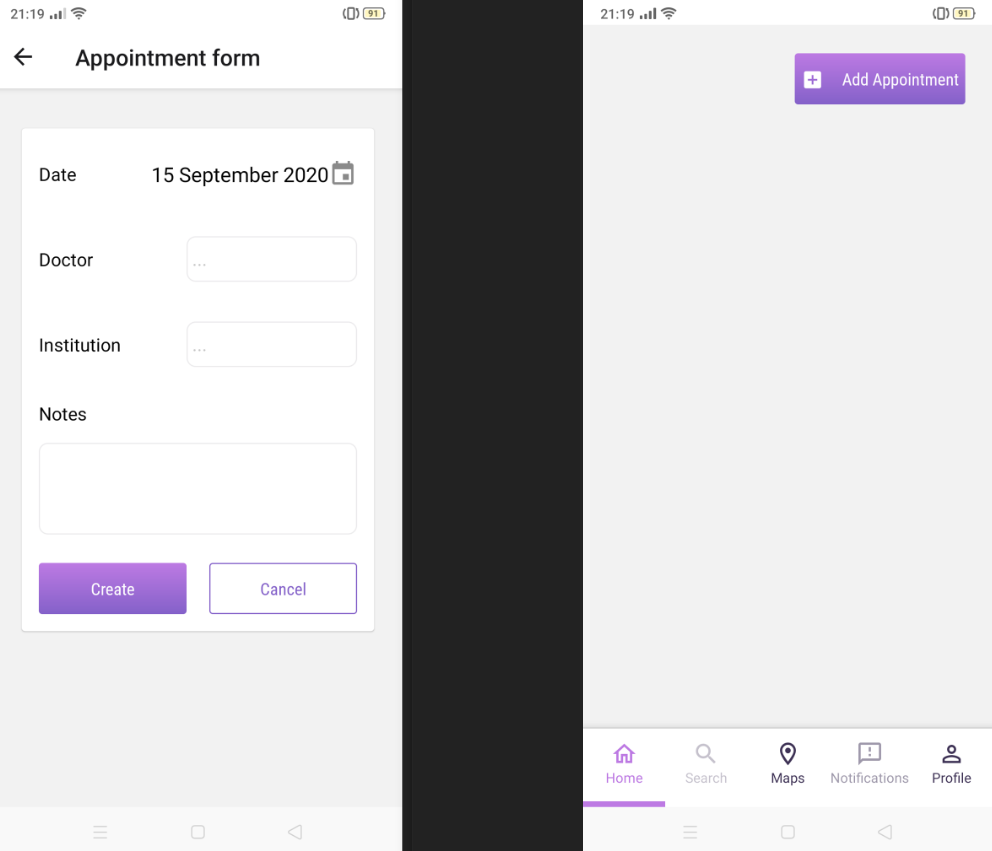 21:19
91
Appointment form
Date
15 September 2020
Doctor
...
Institution
...
Notes
Create
Cancel
21:19
91
Add Appointment
Home
Search
Maps
Notifications
Profile